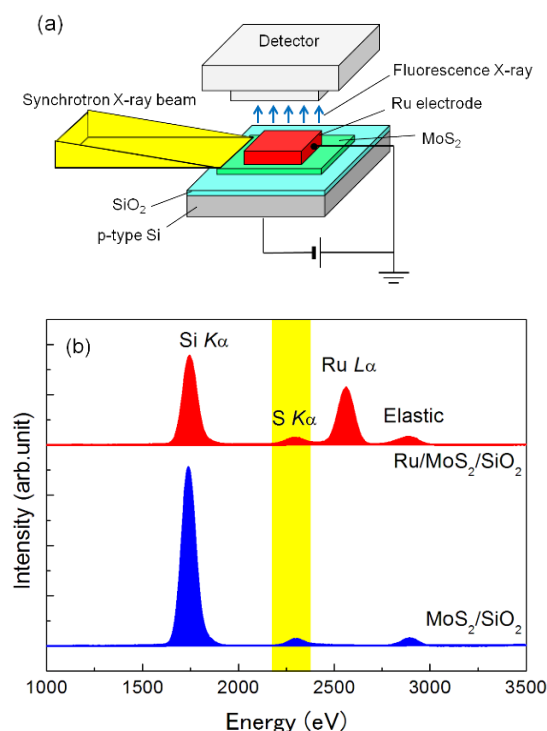 (a)
Detector
Fluorescence X-ray
Synchrotron X-ray beam
Ru electrode
MoS₂
SiO₂
p-type Si
(b)
Si Kα
Ru Lα
S Kα
Elastic
Ru/MoS₂/SiO₂
MoS₂/SiO₂
Intensity (arb.unit)
1000 1500 2000 2500 3000 3500
Energy (eV)